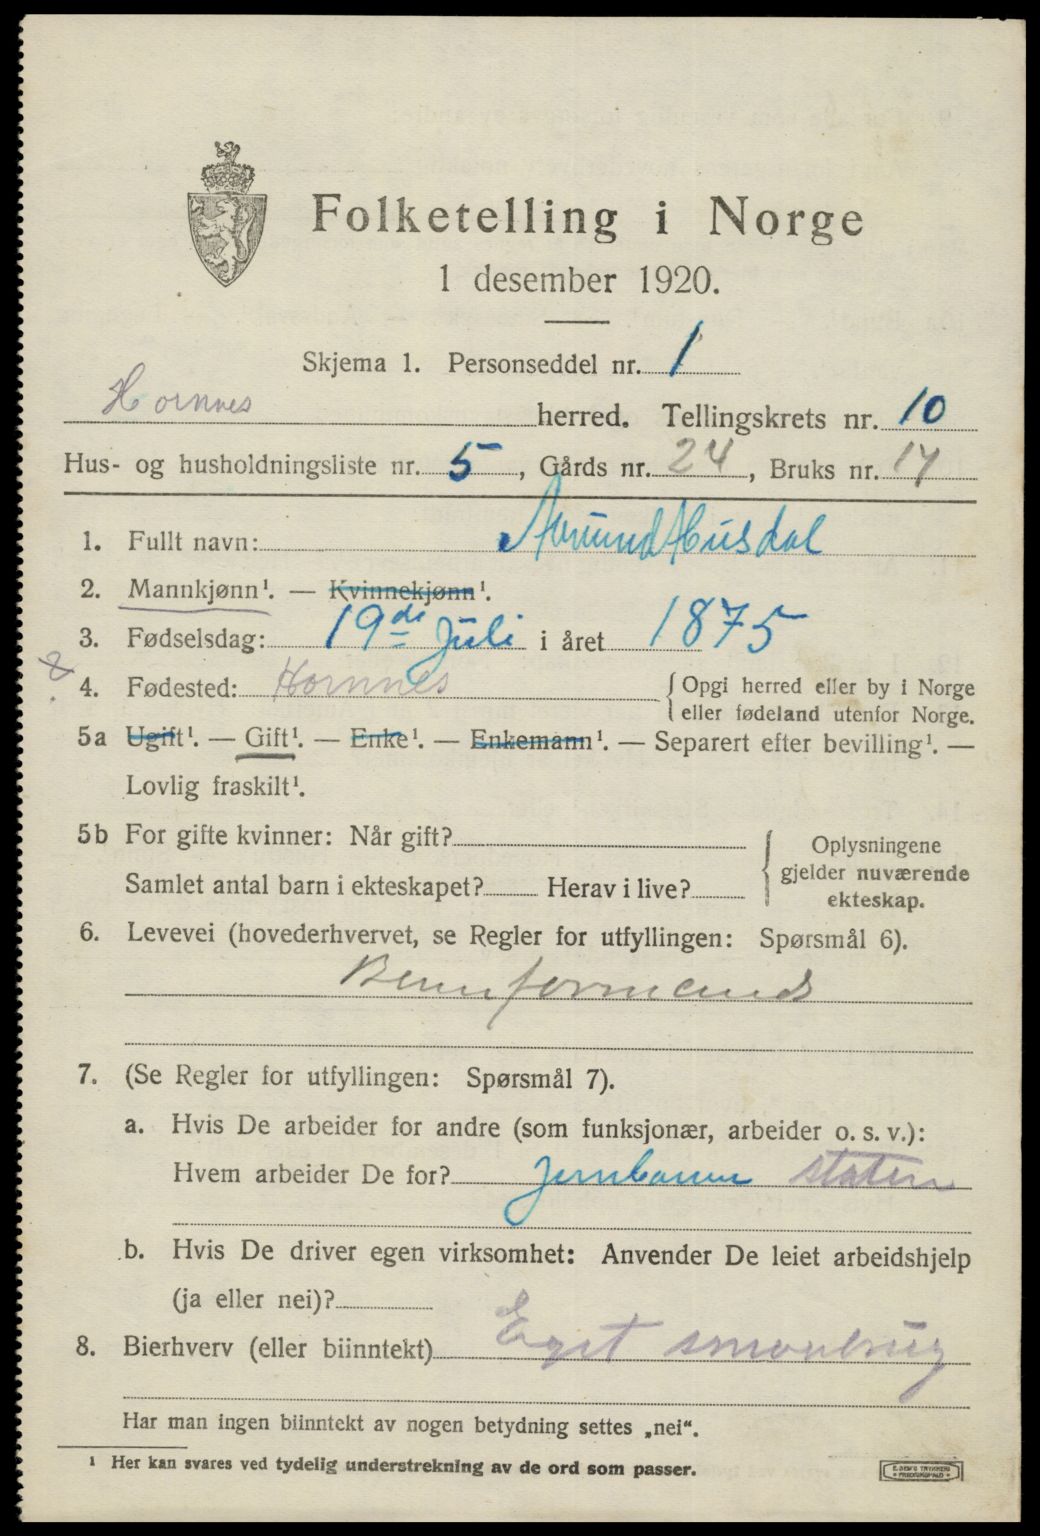 Folketelling i Norge
1 desember 1920.
Skjema 1. Personseddel nr. 1
Hornnes herred. Tellingskrets nr. 10
Hus- og husholdningsliste nr. 5, Gårds nr. 24, Bruks nr. 14
1. Fullt navn: Husdal
2. Mannkjønn¹. — Kvinnekjønn¹.
3. Fødselsdag: 19de Juli i året 1875
4. Fødested: Hornnes {Opgi herred eller by i Norge
eller fødeland utenfor Norge.
5a Ugift¹. — Gift¹. — Enke¹. — Enkemann¹. — Separert efter bevilling¹. —
Lovlig fraskilt¹.
5b For gifte kvinner: Når gift?
Samlet antal barn i ekteskapet? Herav i live?
Oplysningene
gjelder nuværende
ekteskap.
6. Levevei (hovederhvervet, se Regler for utfyllingen: Spørsmål 6).
7. (Se Regler for utfyllingen: Spørsmål 7).
a. Hvis De arbeider for andre (som funksjonær, arbeider o. s. v.):
Hvem arbeider De for? Jernbanen staten
b. Hvis De driver egen virksomhet: Anvender De leiet arbeidshjelp
(ja eller nei)?
8. Bierhverv (eller biinntekt) Eget smaabrug
Har man ingen biinntekt av nogen betydning settes „nei“.
¹ Her kan svares ved tydelig understrekning av de ord som passer.